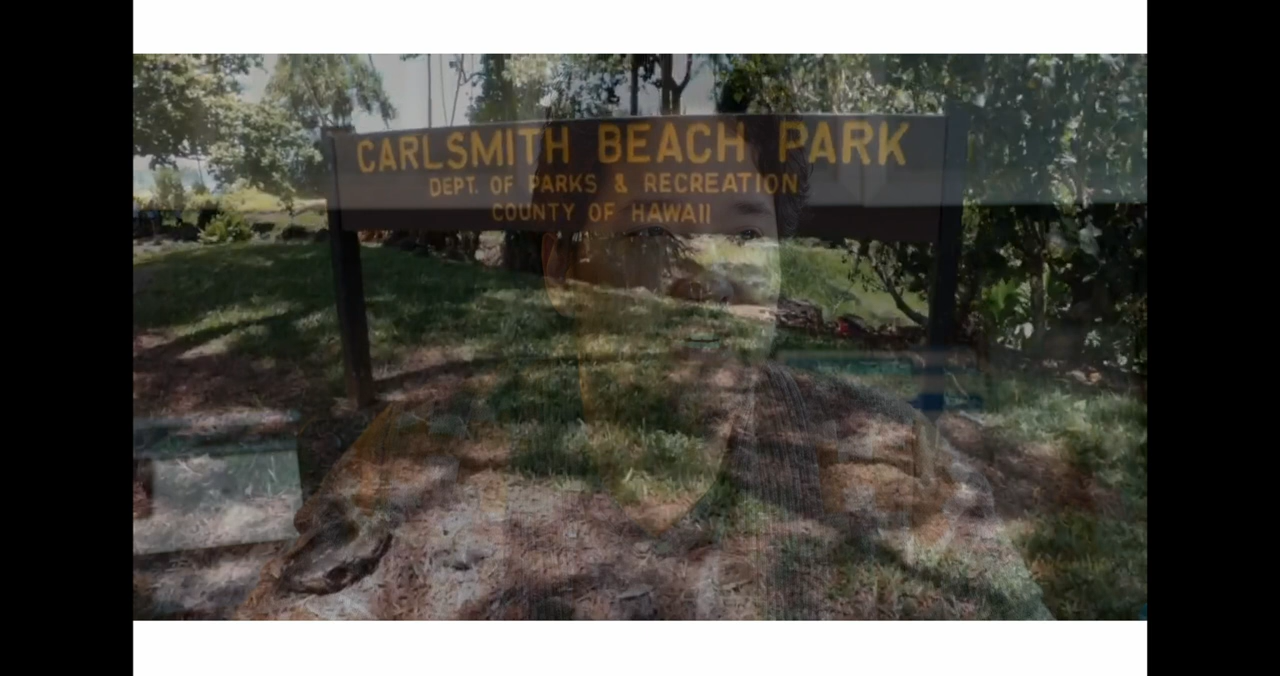 CARLSMITH BEACH PARK
DEPT. OF PARKS & RECREATION
COUNTY OF HAWAII